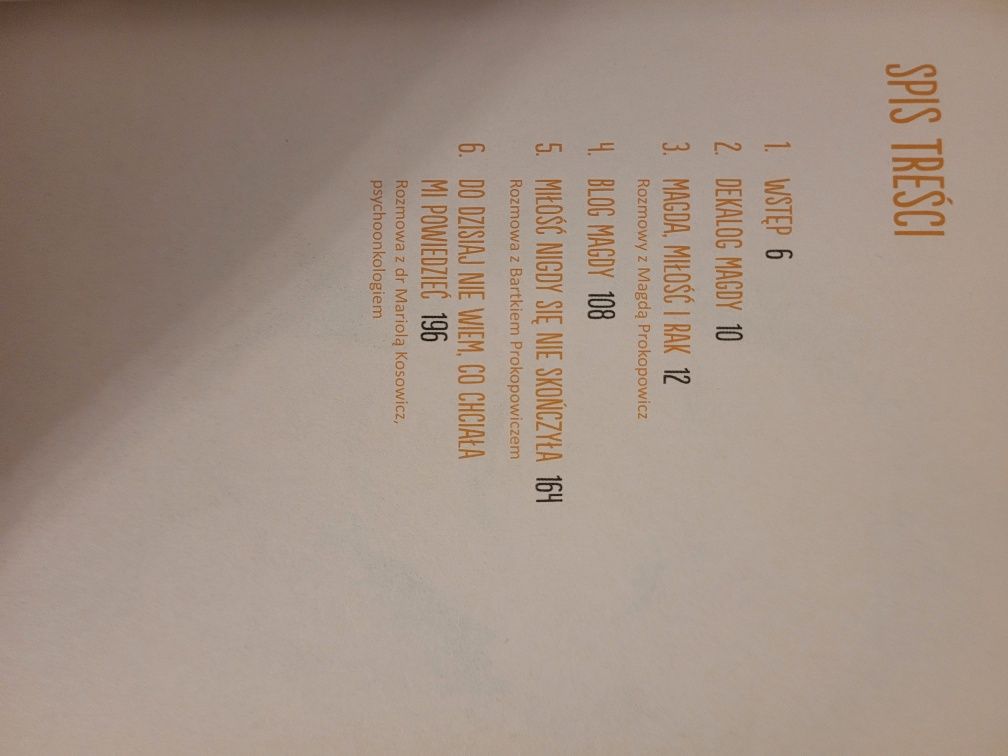 SPIS TREŚCI
1. WSTĘP 6
2. DEKALOG MAGDY 10
3. MAGDA, MIŁOŚĆ I RAK 12
Rozmowy z Magdą Prokopowicz
4. BLOG MAGDY 108
5. MIŁOŚĆ NIGDY SIĘ NIE SKOŃCZYŁA 164
Rozmowa z Bartkiem Prokopowiczem
6. DO DZISIAJ NIE WIEM, CO CHCIAŁA
MI POWIEDZIEĆ 196
Rozmowa z dr Mariolą Kosowicz,
psychoonkologiem